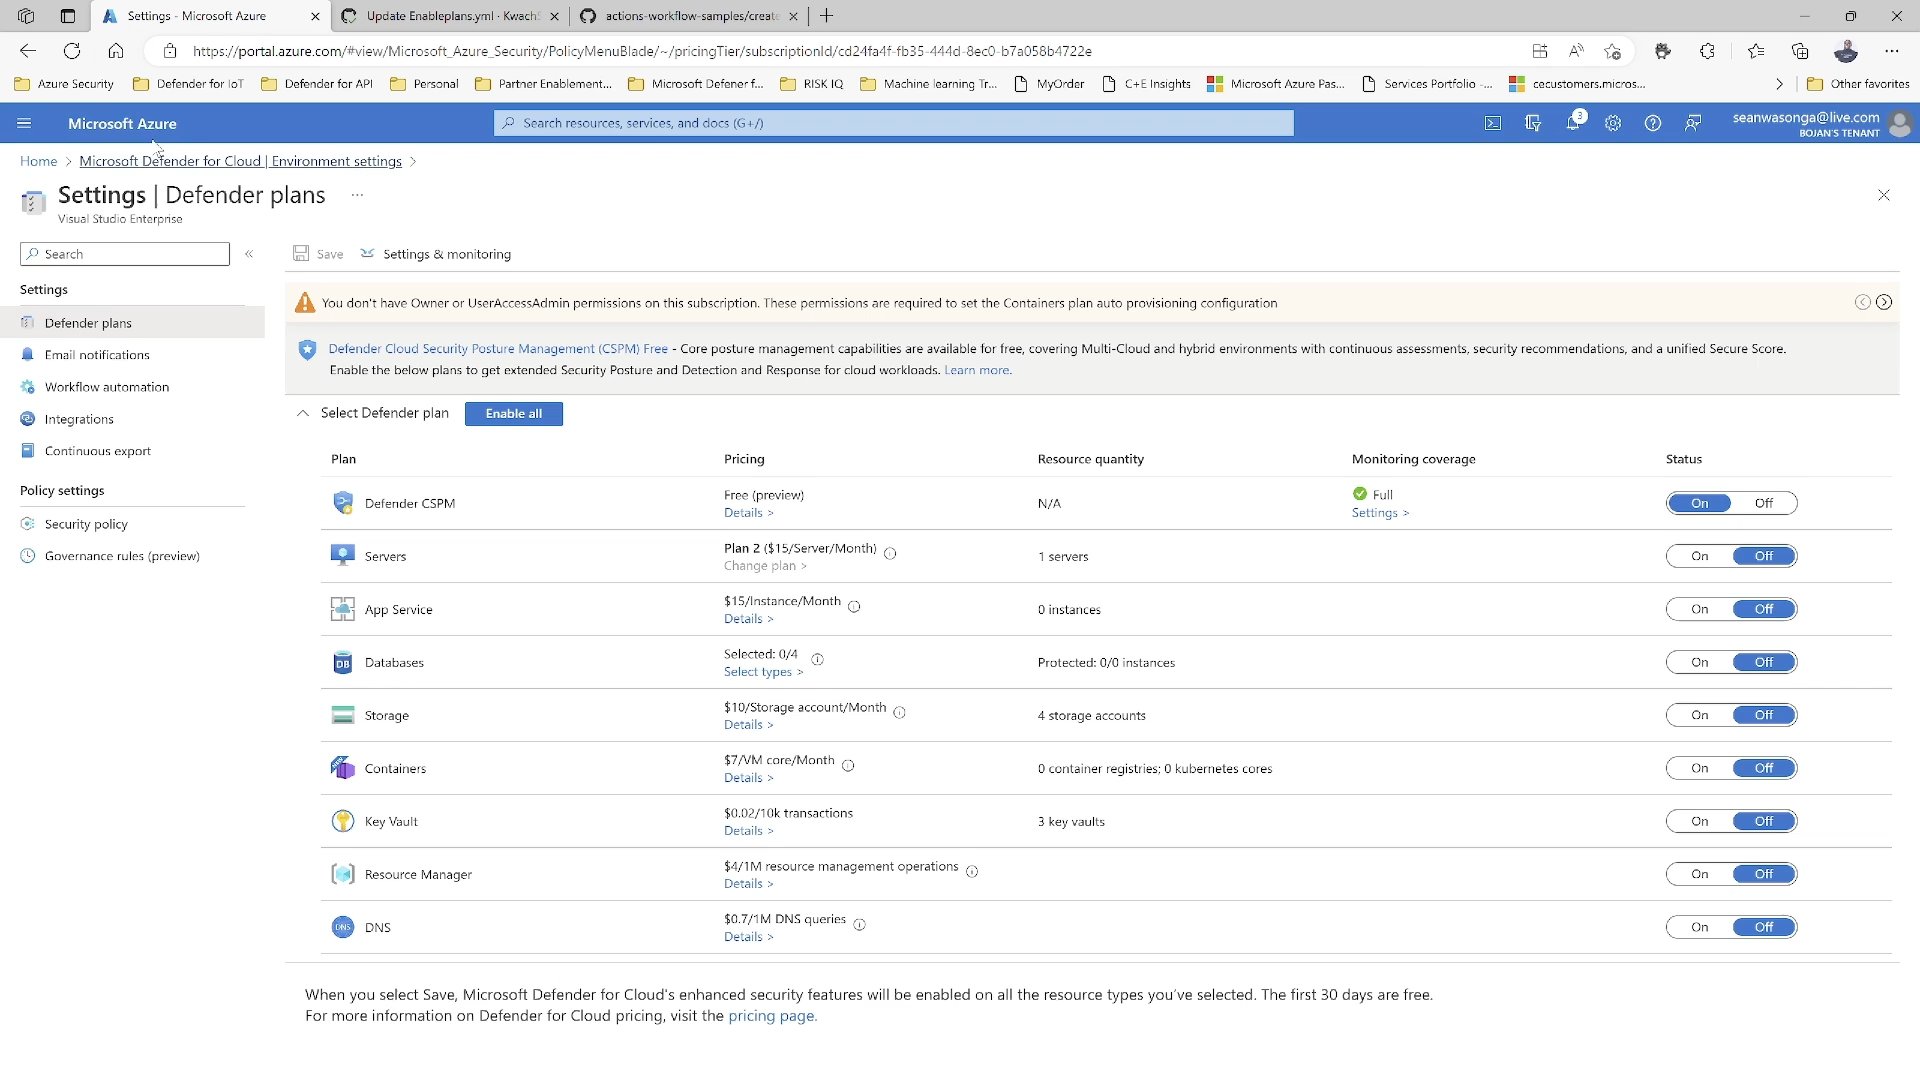 Settings - Microsoft Azure
Update Enableplans.yml · Kwach
actions-workflow-samples/create
https://portal.azure.com/#view/Microsoft_Azure_Security/PolicyMenuBlade/~/pricingTier/subscriptionId/cd24fa4f-fb35-444d-8ec0-b7a058b4722e
Azure Security
Defender for IoT
Defender for API
Personal
Partner Enablement...
Microsoft Defener f...
RISK IQ
Machine learning Tr...
MyOrder
C+E Insights
Microsoft Azure Pas...
Services Portfolio -...
cecustomers.micros...
Other favorites
Microsoft Azure
Search resources, services, and docs (G+/)
3
seanwasonga@live.com
BOJAN'S TENANT
Home > Microsoft Defender for Cloud | Environment settings >
Settings | Defender plans ...
Visual Studio Enterprise
Search
«
Save
Settings & monitoring
Settings
Defender plans
Email notifications
Workflow automation
Integrations
Continuous export
Policy settings
Security policy
Governance rules (preview)
You don't have Owner or UserAccessAdmin permissions on this subscription. These permissions are required to set the Containers plan auto provisioning configuration
Defender Cloud Security Posture Management (CSPM) Free - Core posture management capabilities are available for free, covering Multi-Cloud and hybrid environments with continuous assessments, security recommendations, and a unified Secure Score.
Enable the below plans to get extended Security Posture and Detection and Response for cloud workloads. Learn more.
Select Defender plan
Enable all
Plan Pricing Resource quantity Monitoring coverage Status
Defender CSPM
Free (preview)
Details >
N/A
Full
Settings >
On Off
Servers
Plan 2 ($15/Server/Month)
Change plan >
1 servers
On Off
App Service
$15/Instance/Month
Details >
0 instances
On Off
DB
Databases
Selected: 0/4
Select types >
Protected: 0/0 instances
On Off
Storage
$10/Storage account/Month
Details >
4 storage accounts
On Off
Containers
$7/VM core/Month
Details >
0 container registries; 0 kubernetes cores
On Off
Key Vault
$0.02/10k transactions
Details >
3 key vaults
On Off
Resource Manager
$4/1M resource management operations
Details >
On Off
DNS
DNS
$0.7/1M DNS queries
Details >
On Off
When you select Save, Microsoft Defender for Cloud's enhanced security features will be enabled on all the resource types you've selected. The first 30 days are free.
For more information on Defender for Cloud pricing, visit the pricing page.